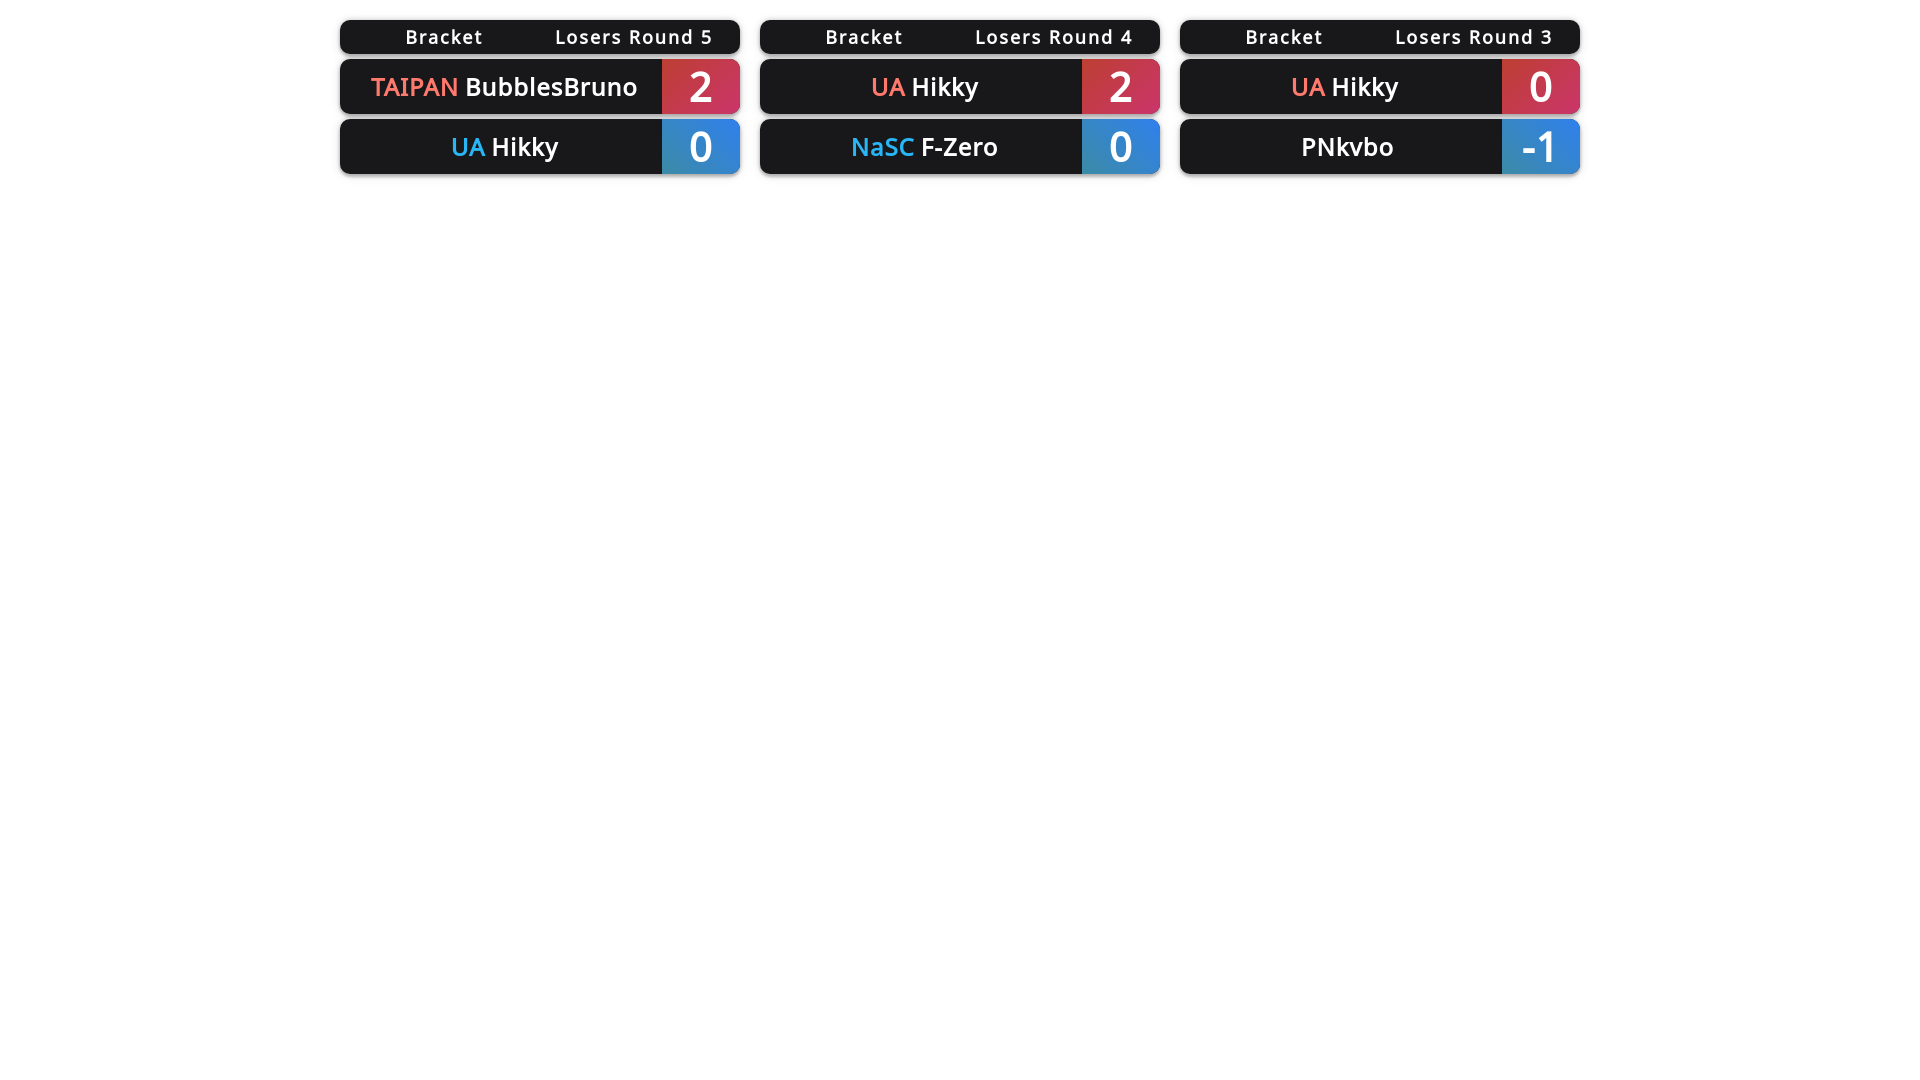 Bracket Losers Round 5
TAIPAN BubblesBruno 2
UA Hikky 0
Bracket Losers Round 4
UA Hikky 2
NaSC F-Zero 0
Bracket Losers Round 3
UA Hikky 0
PNkvbo -1